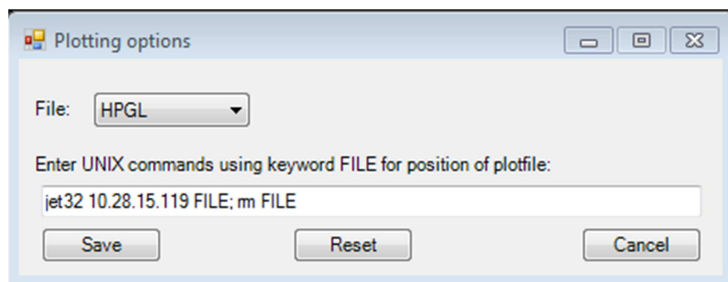 Plotting options
File: HPGL
Enter UNIX commands using keyword FILE for position of plotfile:
jet32 10.28.15.119 FILE; rm FILE
Save Reset Cancel